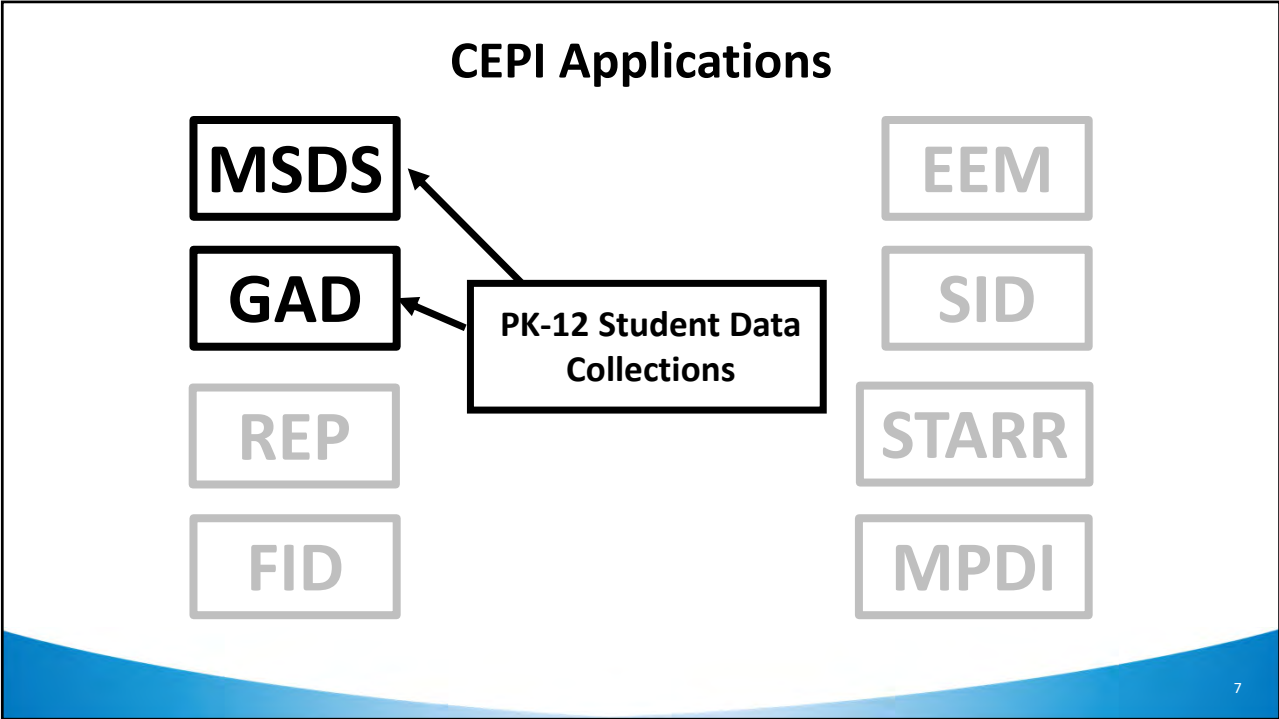 CEPI Applications
MSDS
GAD
REP
FID
PK-12 Student Data
Collections
EEM
SID
STARR
MPDI
7